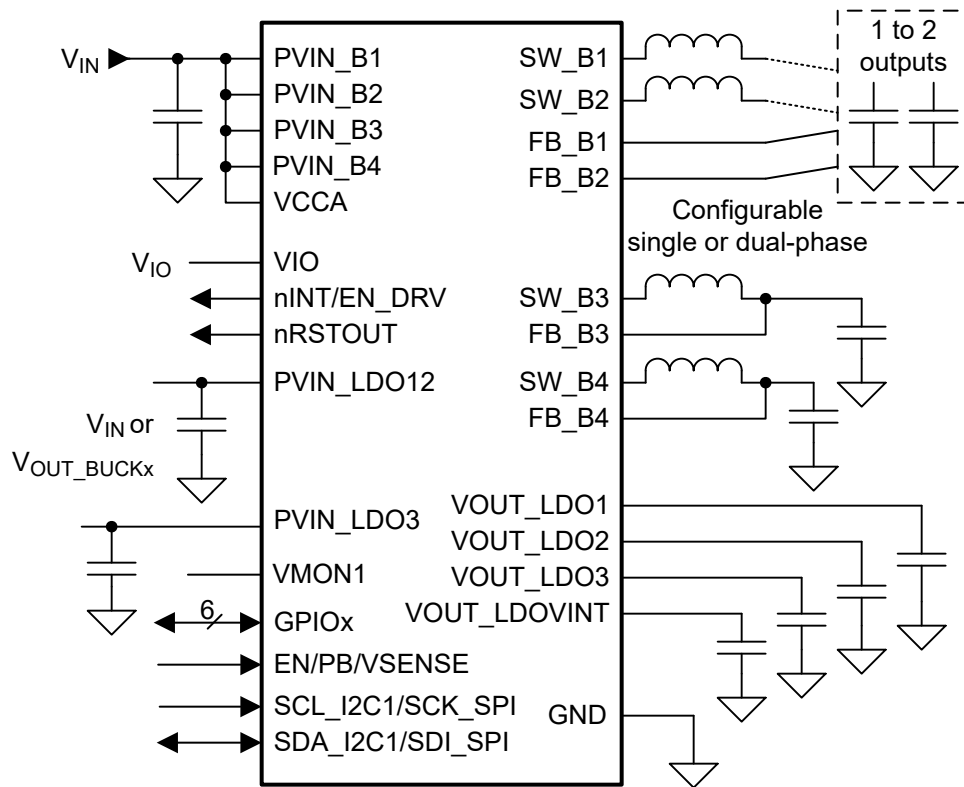 V_IN
PVIN_B1
PVIN_B2
PVIN_B3
PVIN_B4
VCCA
V_IO
VIO
nINT/EN_DRV
nRSTOUT
PVIN_LDO12
V_IN or
V_OUT_BUCKx
PVIN_LDO3
VMON1
6
GPIOx
EN/PB/VSENSE
SCL_I2C1/SCK_SPI
SDA_I2C1/SDI_SPI
SW_B1
SW_B2
FB_B1
FB_B2
1 to 2
outputs
Configurable
single or dual-phase
SW_B3
FB_B3
SW_B4
FB_B4
VOUT_LDO1
VOUT_LDO2
VOUT_LDO3
VOUT_LDOVINT
GND